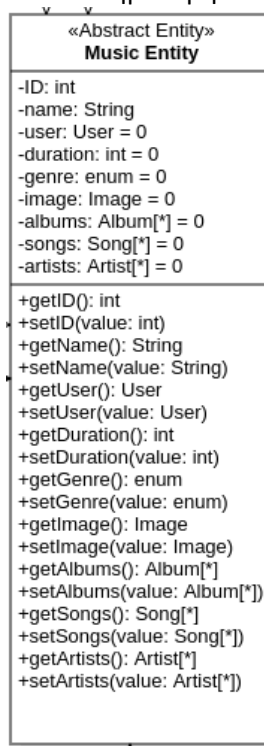 «Abstract Entity»
Music Entity
-ID: int
-name: String
-user: User = 0
-duration: int = 0
-genre: enum = 0
-image: Image = 0
-albums: Album[*] = 0
-songs: Song[*] = 0
-artists: Artist[*] = 0
+getID(): int
+setID(value: int)
+getName(): String
+setName(value: String)
+getUser(): User
+setUser(value: User)
+getDuration(): int
+setDuration(value: int)
+getGenre(): enum
+setGenre(value: enum)
+getImage(): Image
+setImage(value: Image)
+getAlbums(): Album[*]
+setAlbums(value: Album[*])
+getSongs(): Song[*]
+setSongs(value: Song[*])
+getArtists(): Artist[*]
+setArtists(value: Artist[*])